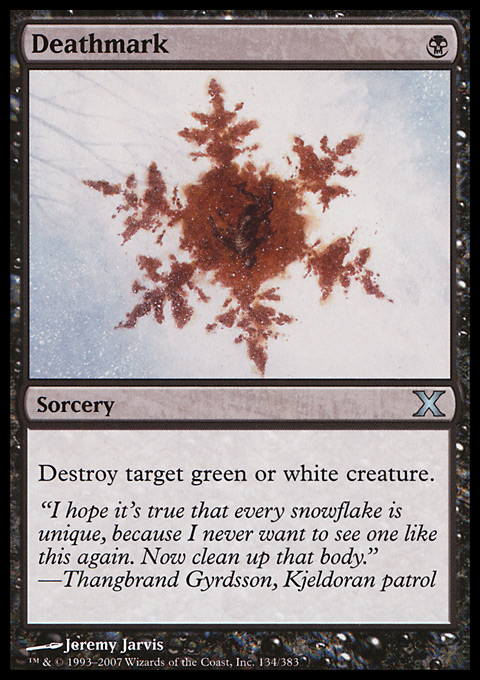 Deathmark
Sorcery
Destroy target green or white creature.
“I hope it’s true that every snowflake is
unique, because I never want to see one like
this again. Now clean up that body.”
—Thangbrand Gyrdsson, Kjeldoran patrol
Jeremy Jarvis
™ & © 1993–2007 Wizards of the Coast, Inc. 134/383